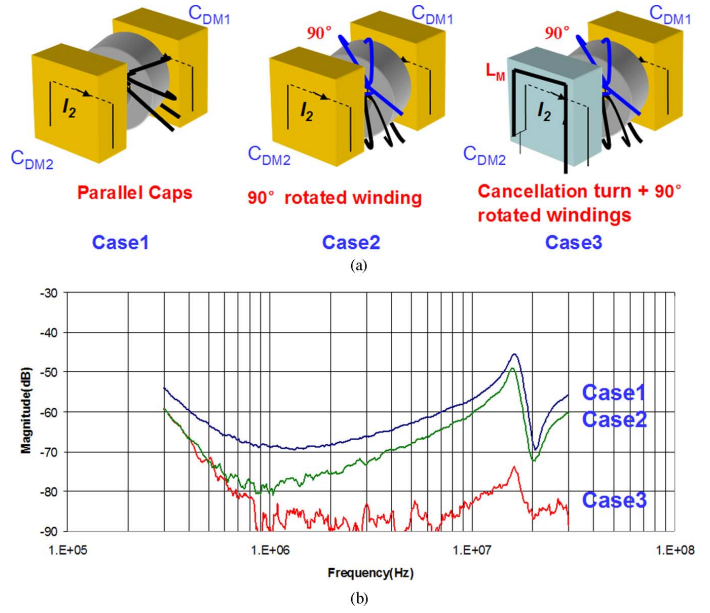 C_DM1
C_DM1
C_DM1
90°
90°
L_M
I_2
I_2
I_2
C_DM2
C_DM2
C_DM2
Parallel Caps
90° rotated winding
Cancellation turn + 90°
rotated windings
Case1
Case2
Case3
(a)
-30
-40
-50
-60
-70
-80
-90
Magnitude(dB)
Case1
Case2
Case3
1.E+05
1.E+06
1.E+07
1.E+08
Frequency(Hz)
(b)